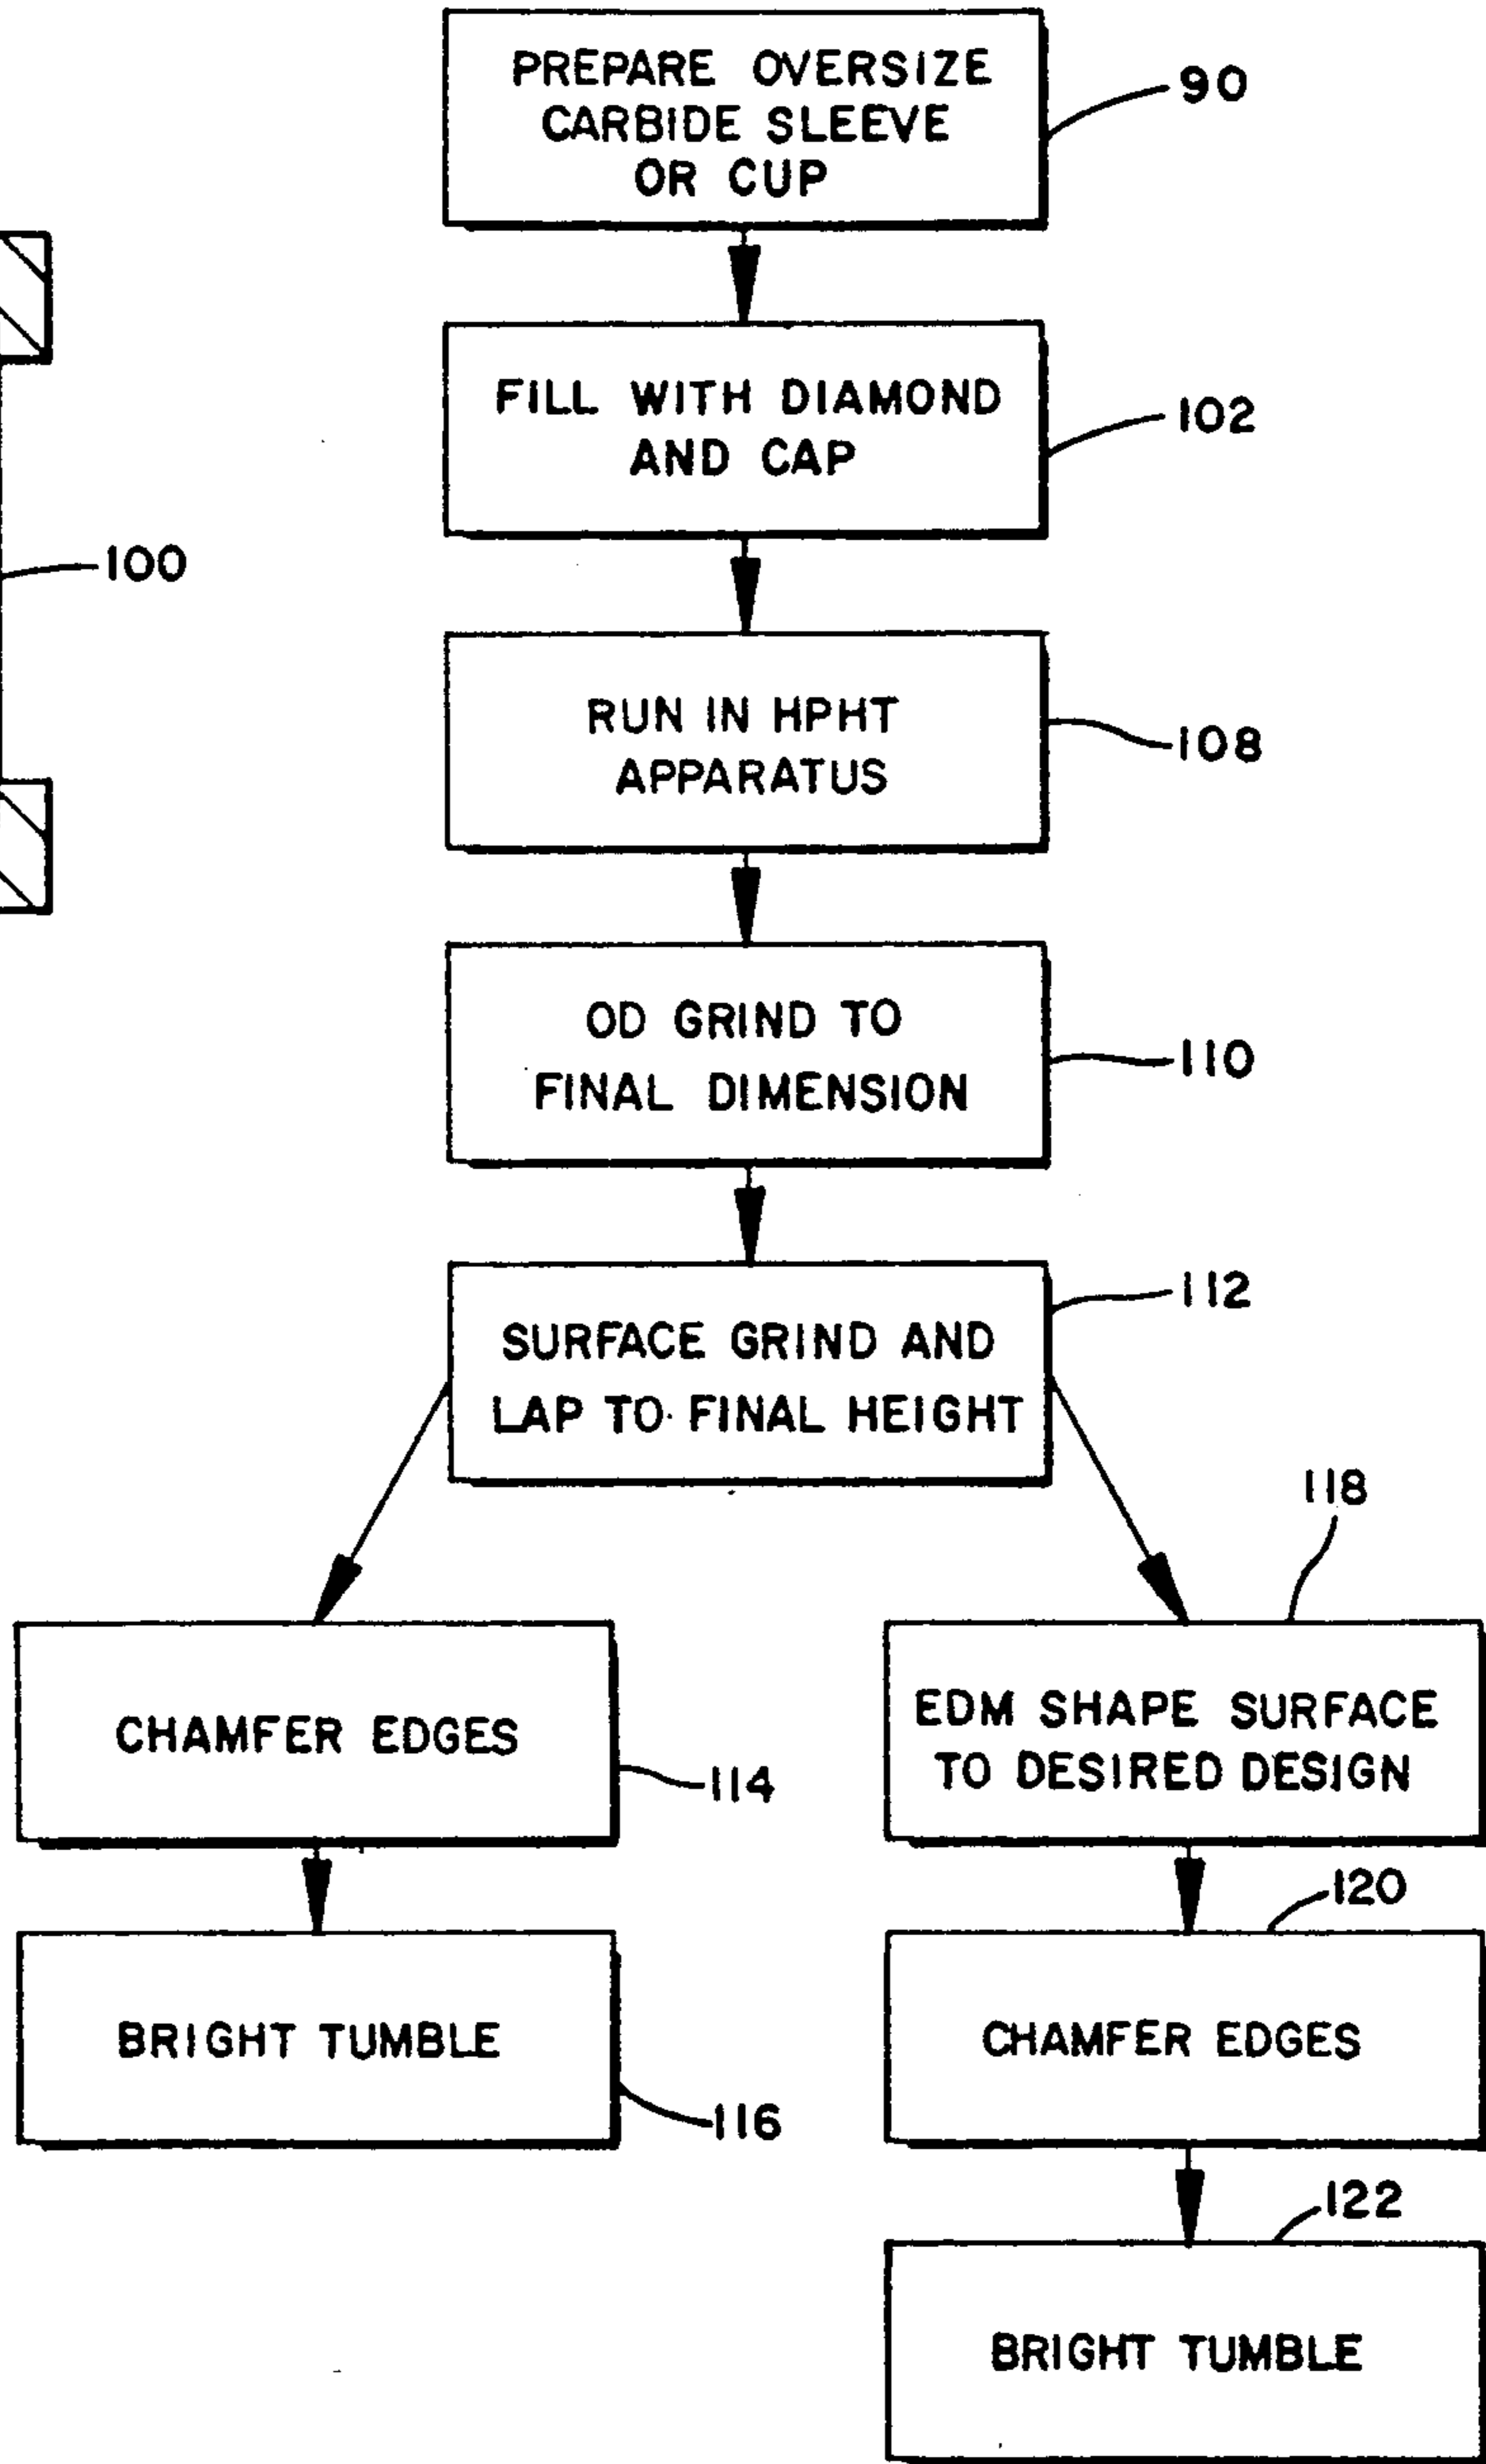 PREPARE OVERSIZE
CARBIDE SLEEVE
OR CUP
90
FILL WITH DIAMOND
AND CAP
102
100
RUN IN HPHT
APPARATUS
108
OD GRIND TO
FINAL DIMENSION
110
SURFACE GRIND AND
LAP TO FINAL HEIGHT
112
118
CHAMFER EDGES
114
EDM SHAPE SURFACE
TO DESIRED DESIGN
120
BRIGHT TUMBLE
116
CHAMFER EDGES
122
BRIGHT TUMBLE